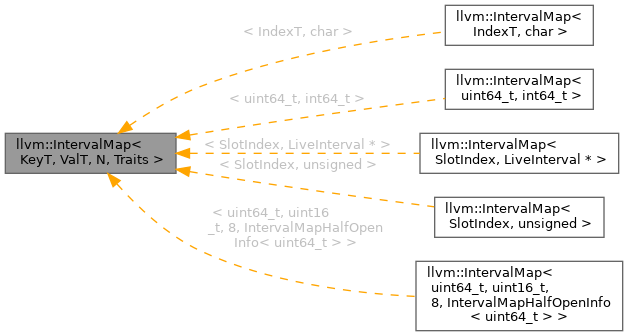 llvm::IntervalMap<
IndexT, char >
< IndexT, char >
llvm::IntervalMap<
uint64_t, int64_t >
< uint64_t, int64_t >
llvm::IntervalMap<
KeyT, ValT, N, Traits >
< SlotIndex, LiveInterval * >
llvm::IntervalMap<
SlotIndex, LiveInterval * >
< SlotIndex, unsigned >
llvm::IntervalMap<
SlotIndex, unsigned >
< uint64_t, uint16
_t, 8, IntervalMapHalfOpen
Info< uint64_t > >
llvm::IntervalMap<
uint64_t, uint16_t,
8, IntervalMapHalfOpenInfo
< uint64_t > >